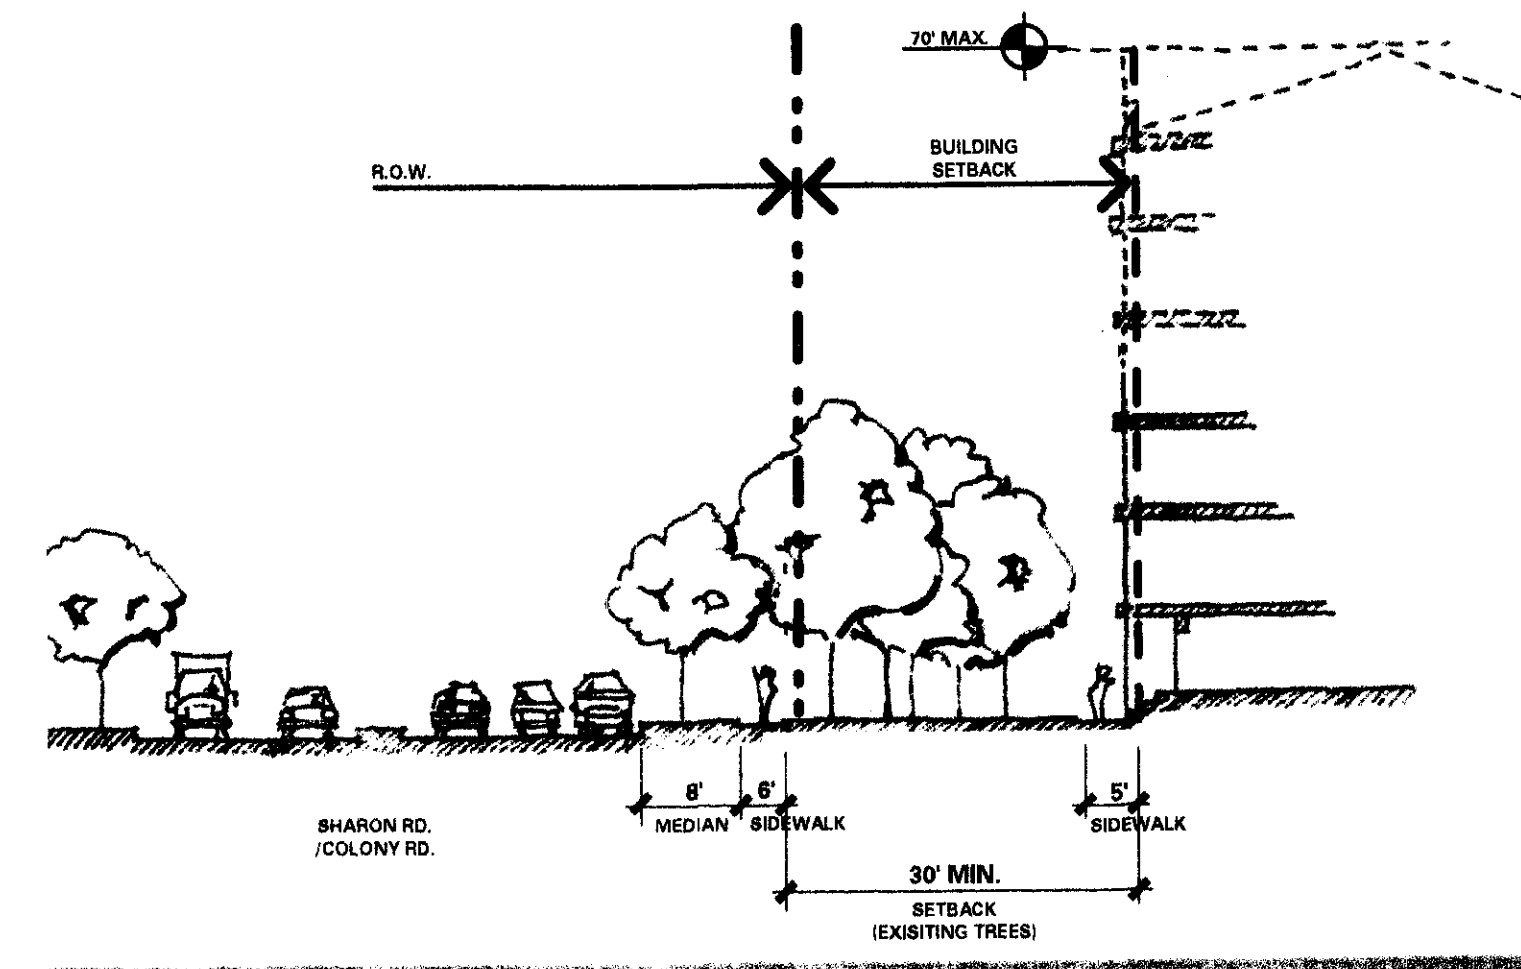 70' MAX.
BUILDING
SETBACK
R.O.W.
8'
6'
5'
MEDIAN
SIDEWALK
SIDEWALK
SHARON RD.
/COLONY RD.
30' MIN.
SETBACK
(EXISITING TREES)